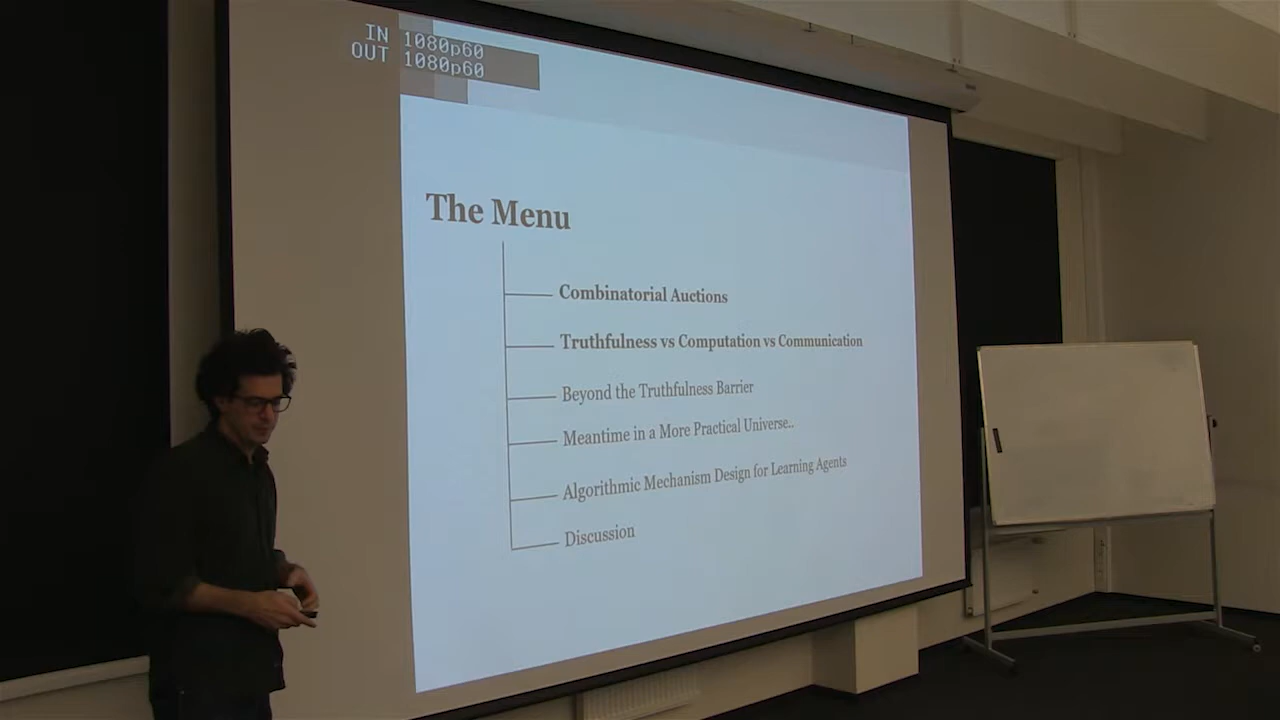 IN 1080p60
OUT 1080p60
The Menu
Combinatorial Auctions
Truthfulness vs Computation vs Communication
Beyond the Truthfulness Barrier
Meantime in a More Practical Universe..
Algorithmic Mechanism Design for Learning Agents
Discussion